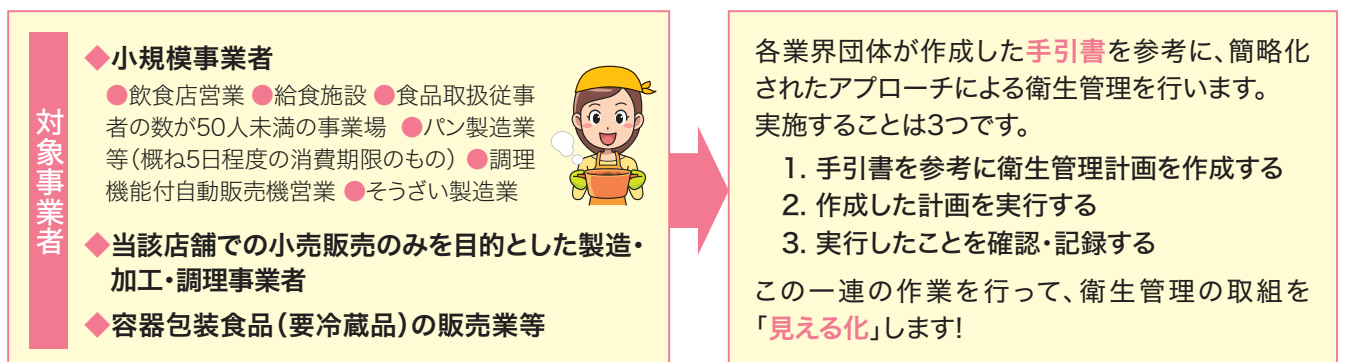 対象事業者
◆小規模事業者
●飲食店営業 ●給食施設 ●食品取扱従事
者の数が50人未満の事業場 ●パン製造業
等(概ね5日程度の消費期限のもの) ●調理
機能付自動販売機営業 ●そうざい製造業
◆当該店舗での小売販売のみを目的とした製造・
加工・調理事業者
◆容器包装食品(要冷蔵品)の販売業等
各業界団体が作成した手引書を参考に、簡略化
されたアプローチによる衛生管理を行います。
実施することは3つです。
1. 手引書を参考に衛生管理計画を作成する
2. 作成した計画を実行する
3. 実行したことを確認・記録する
この一連の作業を行って、衛生管理の取組を
「見える化」します!